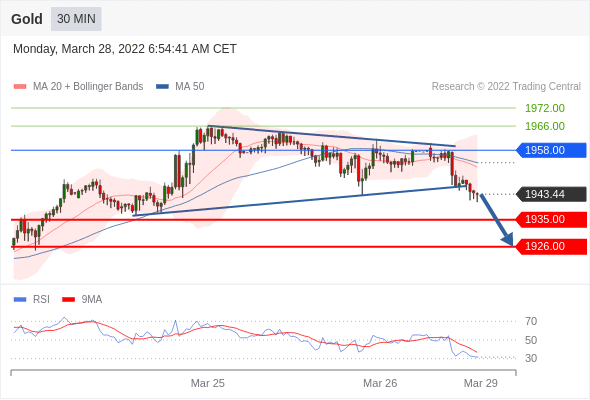 Gold 30 MIN
Monday, March 28, 2022 6:54:41 AM CET
MA 20 + Bollinger Bands MA 50 Research © 2022 Trading Central
1972.00
1966.00
1958.00
1943.44
1935.00
1926.00
RSI 9MA
70
50
30
Mar 25 Mar 26 Mar 29